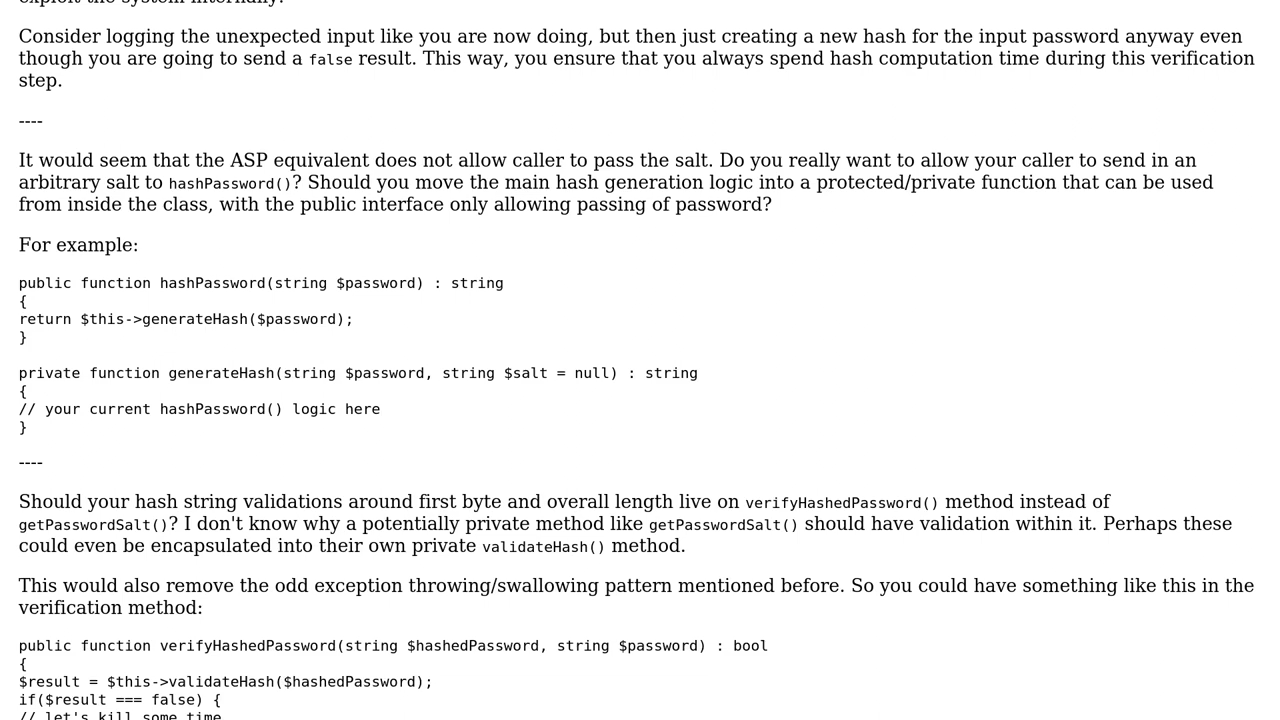 exploit the system internally.
Consider logging the unexpected input like you are now doing, but then just creating a new hash for the input password anyway even
though you are going to send a false result. This way, you ensure that you always spend hash computation time during this verification
step.
----
It would seem that the ASP equivalent does not allow caller to pass the salt. Do you really want to allow your caller to send in an
arbitrary salt to hashPassword()? Should you move the main hash generation logic into a protected/private function that can be used
from inside the class, with the public interface only allowing passing of password?
For example:
public function hashPassword(string $password) : string
{
return $this->generateHash($password);
}
private function generateHash(string $password, string $salt = null) : string
{
// your current hashPassword() logic here
}
----
Should your hash string validations around first byte and overall length live on verifyHashedPassword() method instead of
getPasswordSalt()? I don't know why a potentially private method like getPasswordSalt() should have validation within it. Perhaps these
could even be encapsulated into their own private validateHash() method.
This would also remove the odd exception throwing/swallowing pattern mentioned before. So you could have something like this in the
verification method:
public function verifyHashedPassword(string $hashedPassword, string $password) : bool
{
$result = $this->validateHash($hashedPassword);
if($result === false) {
// let's kill some time